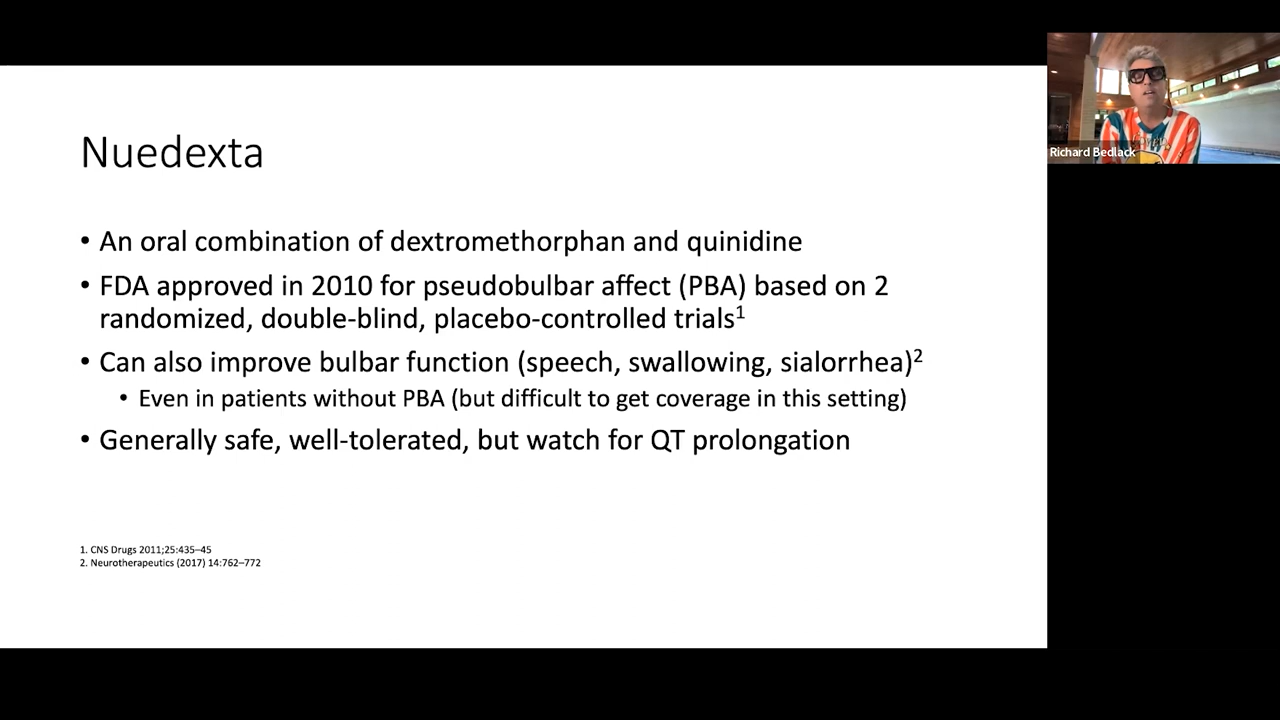 Nuedexta
• An oral combination of dextromethorphan and quinidine
• FDA approved in 2010 for pseudobulbar affect (PBA) based on 2
randomized, double-blind, placebo-controlled trials1
• Can also improve bulbar function (speech, swallowing, sialorrhea)2
• Even in patients without PBA (but difficult to get coverage in this setting)
• Generally safe, well-tolerated, but watch for QT prolongation
1. CNS Drugs 2011;25:435–45
2. Neurotherapeutics (2017) 14:762–772
Richard Bedlack